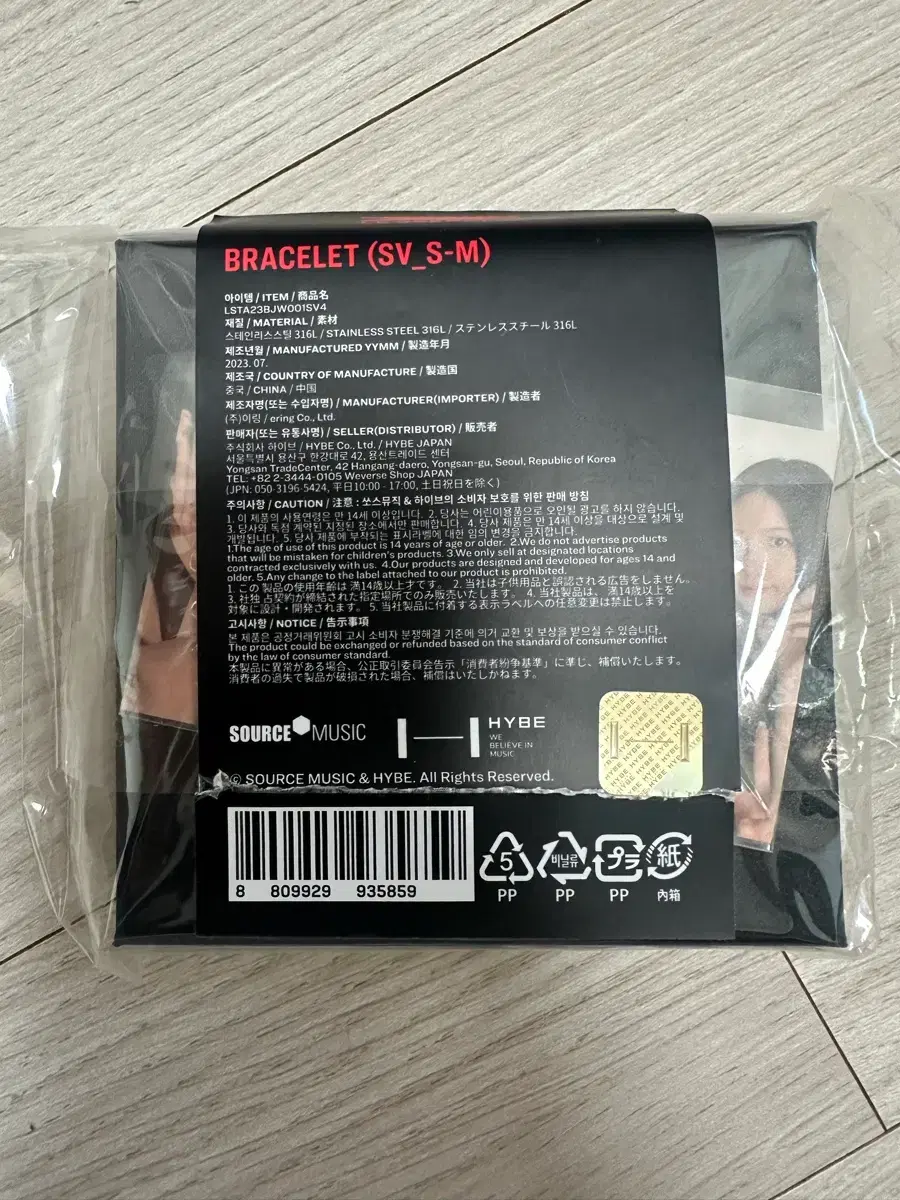 BRACELET (SV_S-M)
아이템 / ITEM / 商品名
LSTA23BJW001SV4
재질 / MATERIAL / 素材
스테인리스스틸 316L / STAINLESS STEEL 316L / ステンレススチール 316L
제조년월 / MANUFACTURED YYMM / 製造年月
2023. 07.
제조국 / COUNTRY OF MANUFACTURE / 製造国
중국 / CHINA / 中国
제조자명(또는 수입자명) / MANUFACTURER(IMPORTER) / 製造者
(주)이링 / ering Co., Ltd.
판매자(또는 유통사명) / SELLER(DISTRIBUTOR) / 販売者
주식회사 하이브 / HYBE Co., Ltd. / HYBE JAPAN
서울특별시 용산구 한강대로 42, 용산트레이드 센터
Yongsan TradeCenter, 42 Hangang-daero, Yongsan-gu, Seoul, Republic of Korea
TEL: +82 2-3444-0105 Weverse Shop JAPAN
(JPN: 050-3196-5424, 平日10:00 - 17:00, 土日祝日を除く)
주의사항 / CAUTION / 注意 : 쏘스뮤직 & 하이브의 소비자 보호를 위한 판매 방침
1. 이 제품의 사용연령은 만 14세 이상입니다. 2. 당사는 어린이용품으로 오인될 광고를 하지 않습니다.
3. 당사와 독점 계약된 지정된 장소에서만 판매합니다. 4. 당사 제품은 만 14세 이상을 대상으로 설계 및
개발됩니다. 5. 당사 제품에 부착되는 표시라벨에 대한 임의 변경을 금지합니다.
1.The age of use of this product is 14 years of age or older. 2.We do not advertise products
that will be mistaken for children's products. 3.We only sell at designated locations
contracted exclusively with us. 4.Our products are designed and developed for ages 14 and
older. 5.Any change to the label attached to our product is prohibited.
1. この製品の使用年齢は満14歳以上才てす。 2. 当社は子供用品と誤認される広告をしません。
3. 社独占契約が締結された指定場所でのみ販売いたします。 4. 当社製品は、満14歳以上を
対象に設計・開発されます。 5. 当社製品に付着する表示ラベルへの任意変更は禁止します。
고시사항 / NOTICE / 告示事項
본 제품은 공정거래위원회 고시 소비자 분쟁해결 기준에 의거 교환 및 보상을 받으실 수 있습니다.
The product could be exchanged or refunded based on the standard of consumer conflict
by the law of consumer standard.
本製品に異常がある場合、公正取引委員会告示「消費者紛争基準」に準じ、補償いたします。
消費者の過失で製品が破損された場合、補償はいたしかねます。
SOURCE MUSIC
HYBE
WE
BELIEVE IN
MUSIC
© SOURCE MUSIC & HYBE. All Rights Reserved.
8 809929 935859
5
PP
비닐류
PP
プラ
PP
紙
内箱